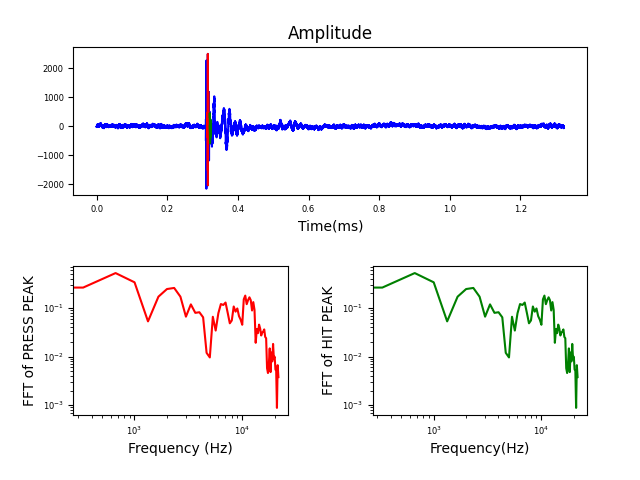 Amplitude
2000
1000
0
−1000
−2000
0.0 0.2 0.4 0.6 0.8 1.0 1.2
Time(ms)
FFT of PRESS PEAK
10⁻¹
10⁻²
10⁻³
10³ 10⁴
Frequency (Hz)
FFT of HIT PEAK
10⁻¹
10⁻²
10⁻³
10³ 10⁴
Frequency(Hz)